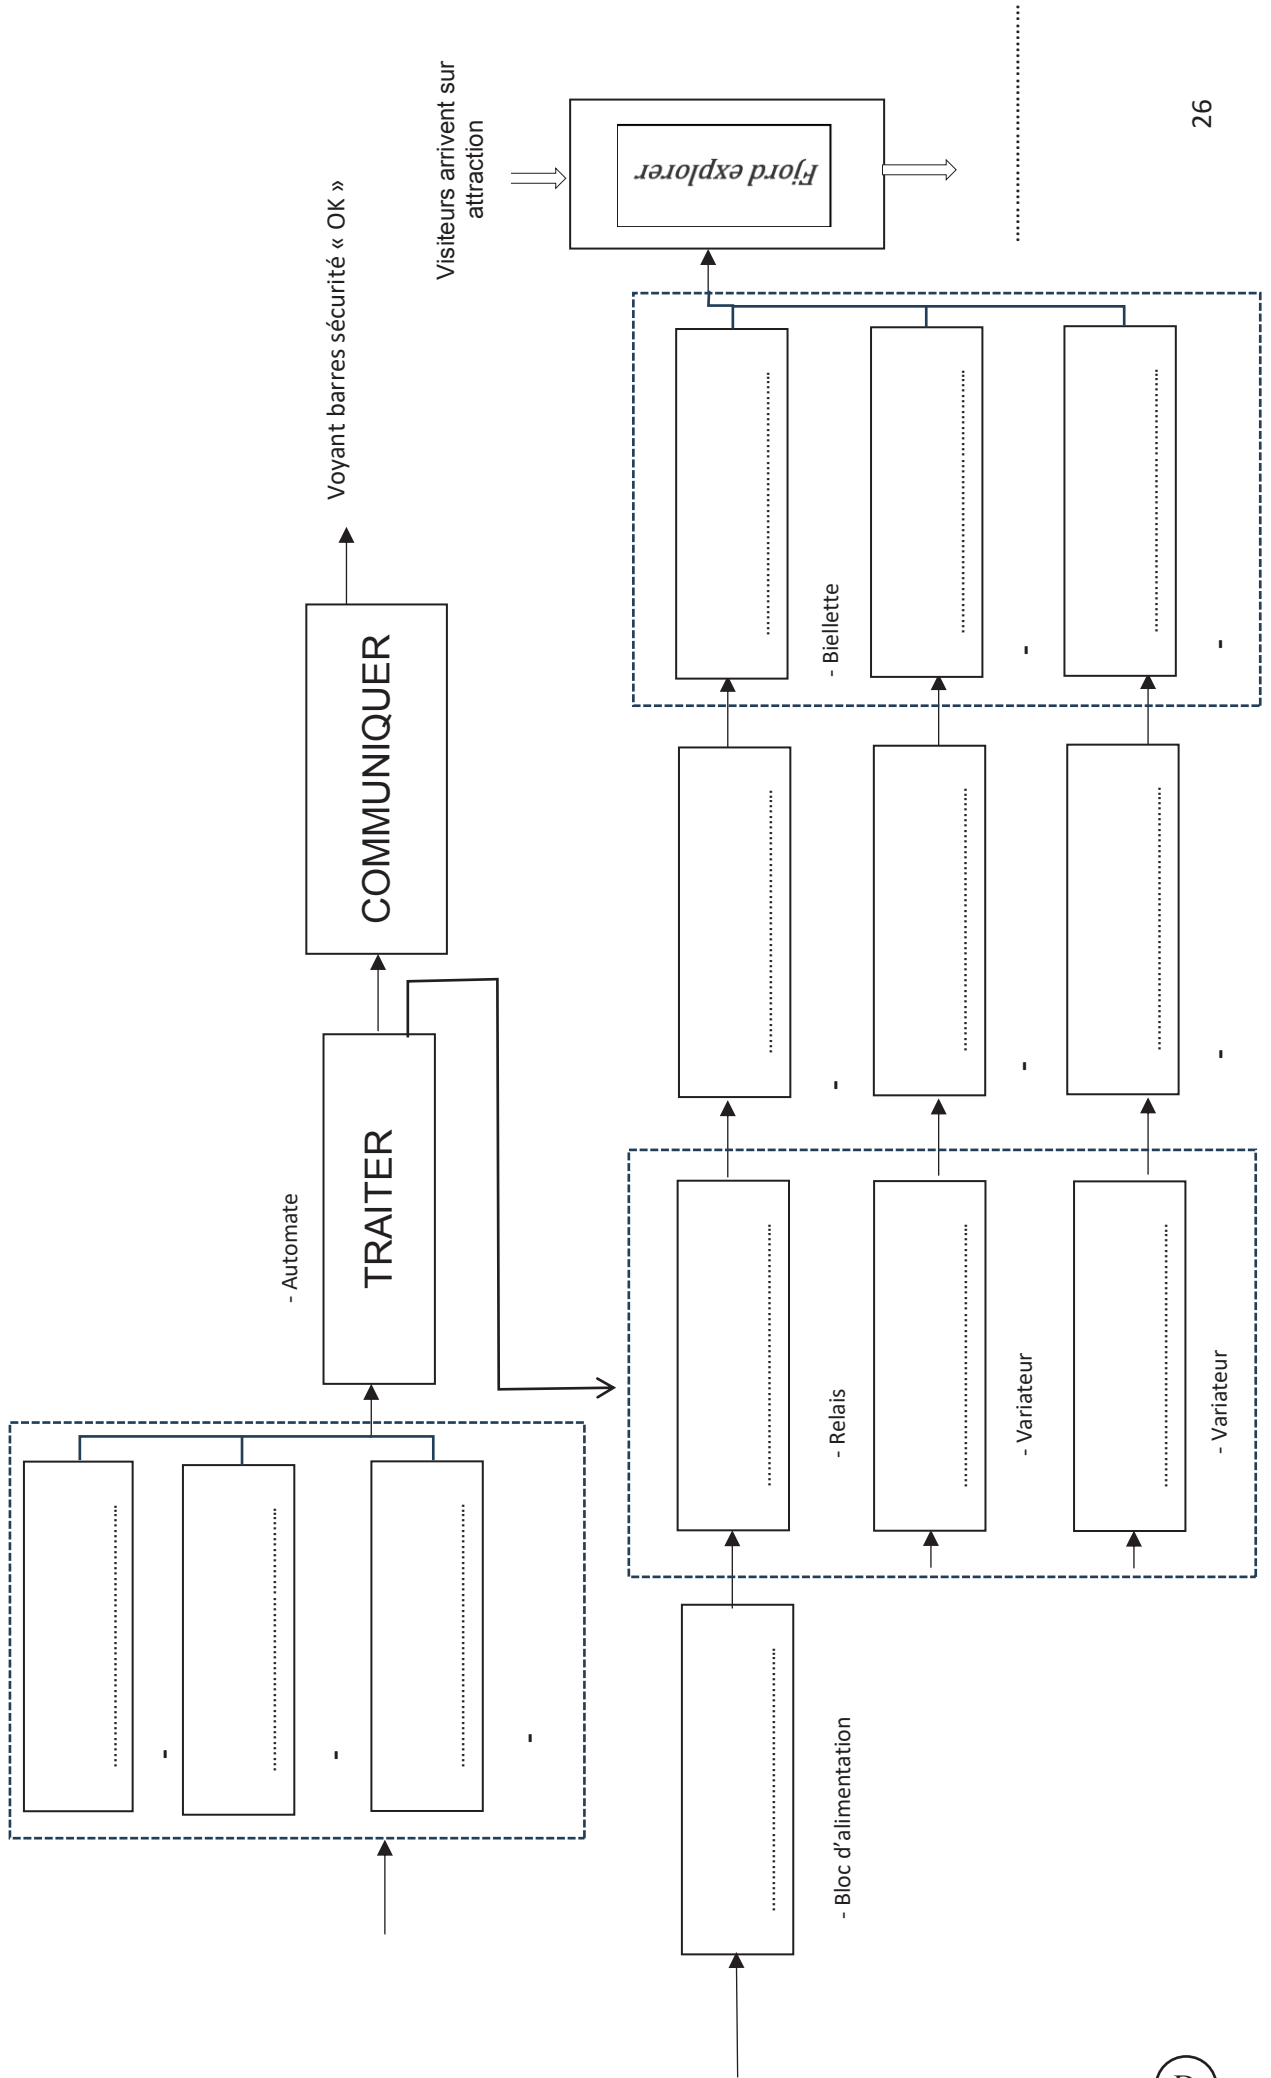 Voyant barres sécurité « OK »
- Automate
TRAITER
COMMUNIQUER
Visiteurs arrivent sur
attraction
Fjord explorer
- Bloc d'alimentation
- Relais
- Biellette
-
-
-
- Variateur
-
-
- Variateur
-
-
-
26